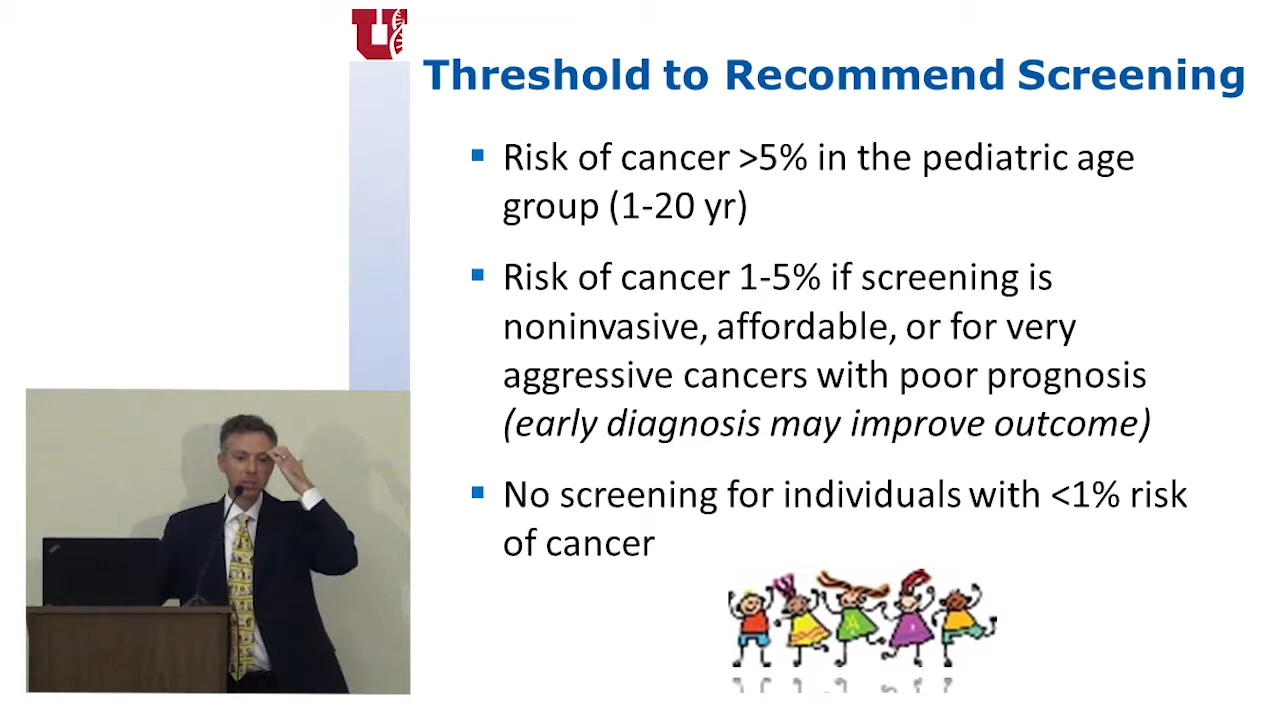 Threshold to Recommend Screening
▪ Risk of cancer >5% in the pediatric age
group (1-20 yr)
▪ Risk of cancer 1-5% if screening is
noninvasive, affordable, or for very
aggressive cancers with poor prognosis
(early diagnosis may improve outcome)
▪ No screening for individuals with <1% risk
of cancer